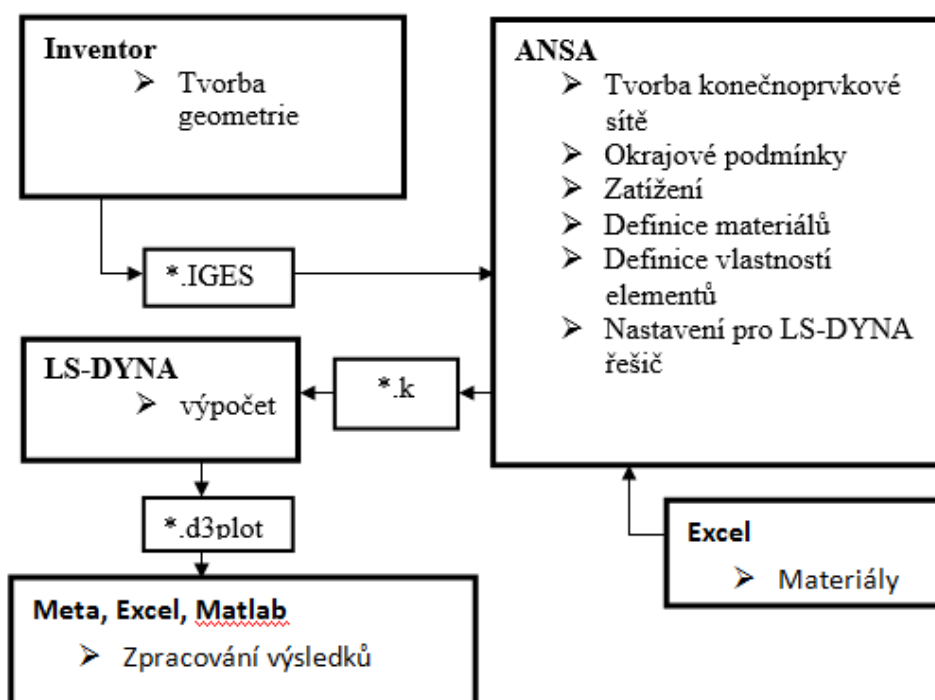 Inventor
➢ Tvorba
geometrie
ANSA
➢ Tvorba konečnoprvkové
sítě
➢ Okrajové podmínky
➢ Zatížení
➢ Definice materiálů
➢ Definice vlastností
elementů
➢ Nastavení pro LS-DYNA
řešič
*.IGES
LS-DYNA
➢ výpočet
*.k
*.d3plot
Excel
➢ Materiály
Meta, Excel, Matlab
➢ Zpracování výsledků